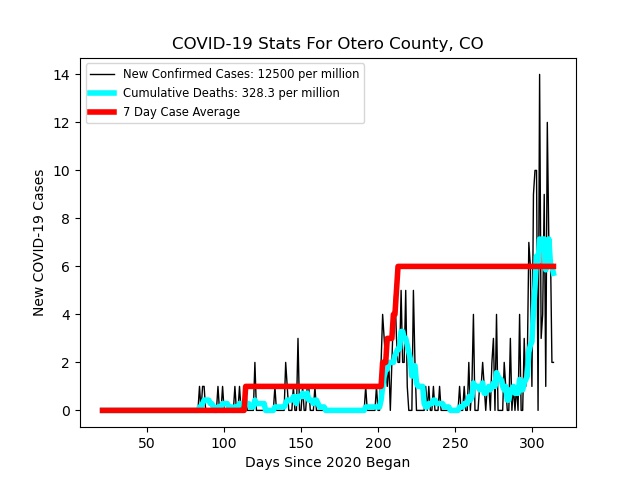 COVID-19 Stats For Otero County, CO
New Confirmed Cases: 12500 per million
Cumulative Deaths: 328.3 per million
7 Day Case Average
New COVID-19 Cases
14
12
10
8
6
4
2
0
50 100 150 200 250 300
Days Since 2020 Began